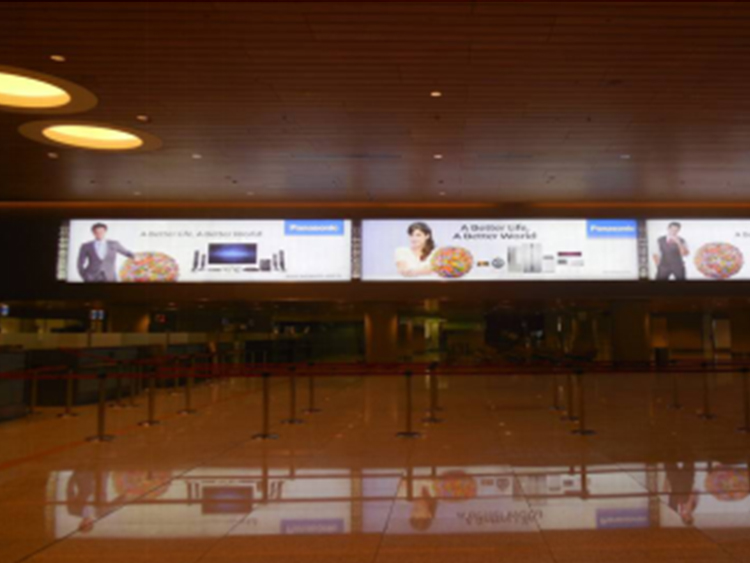 A Better Life, A Better World
Panasonic
A Better Life,
A Better World
Panasonic